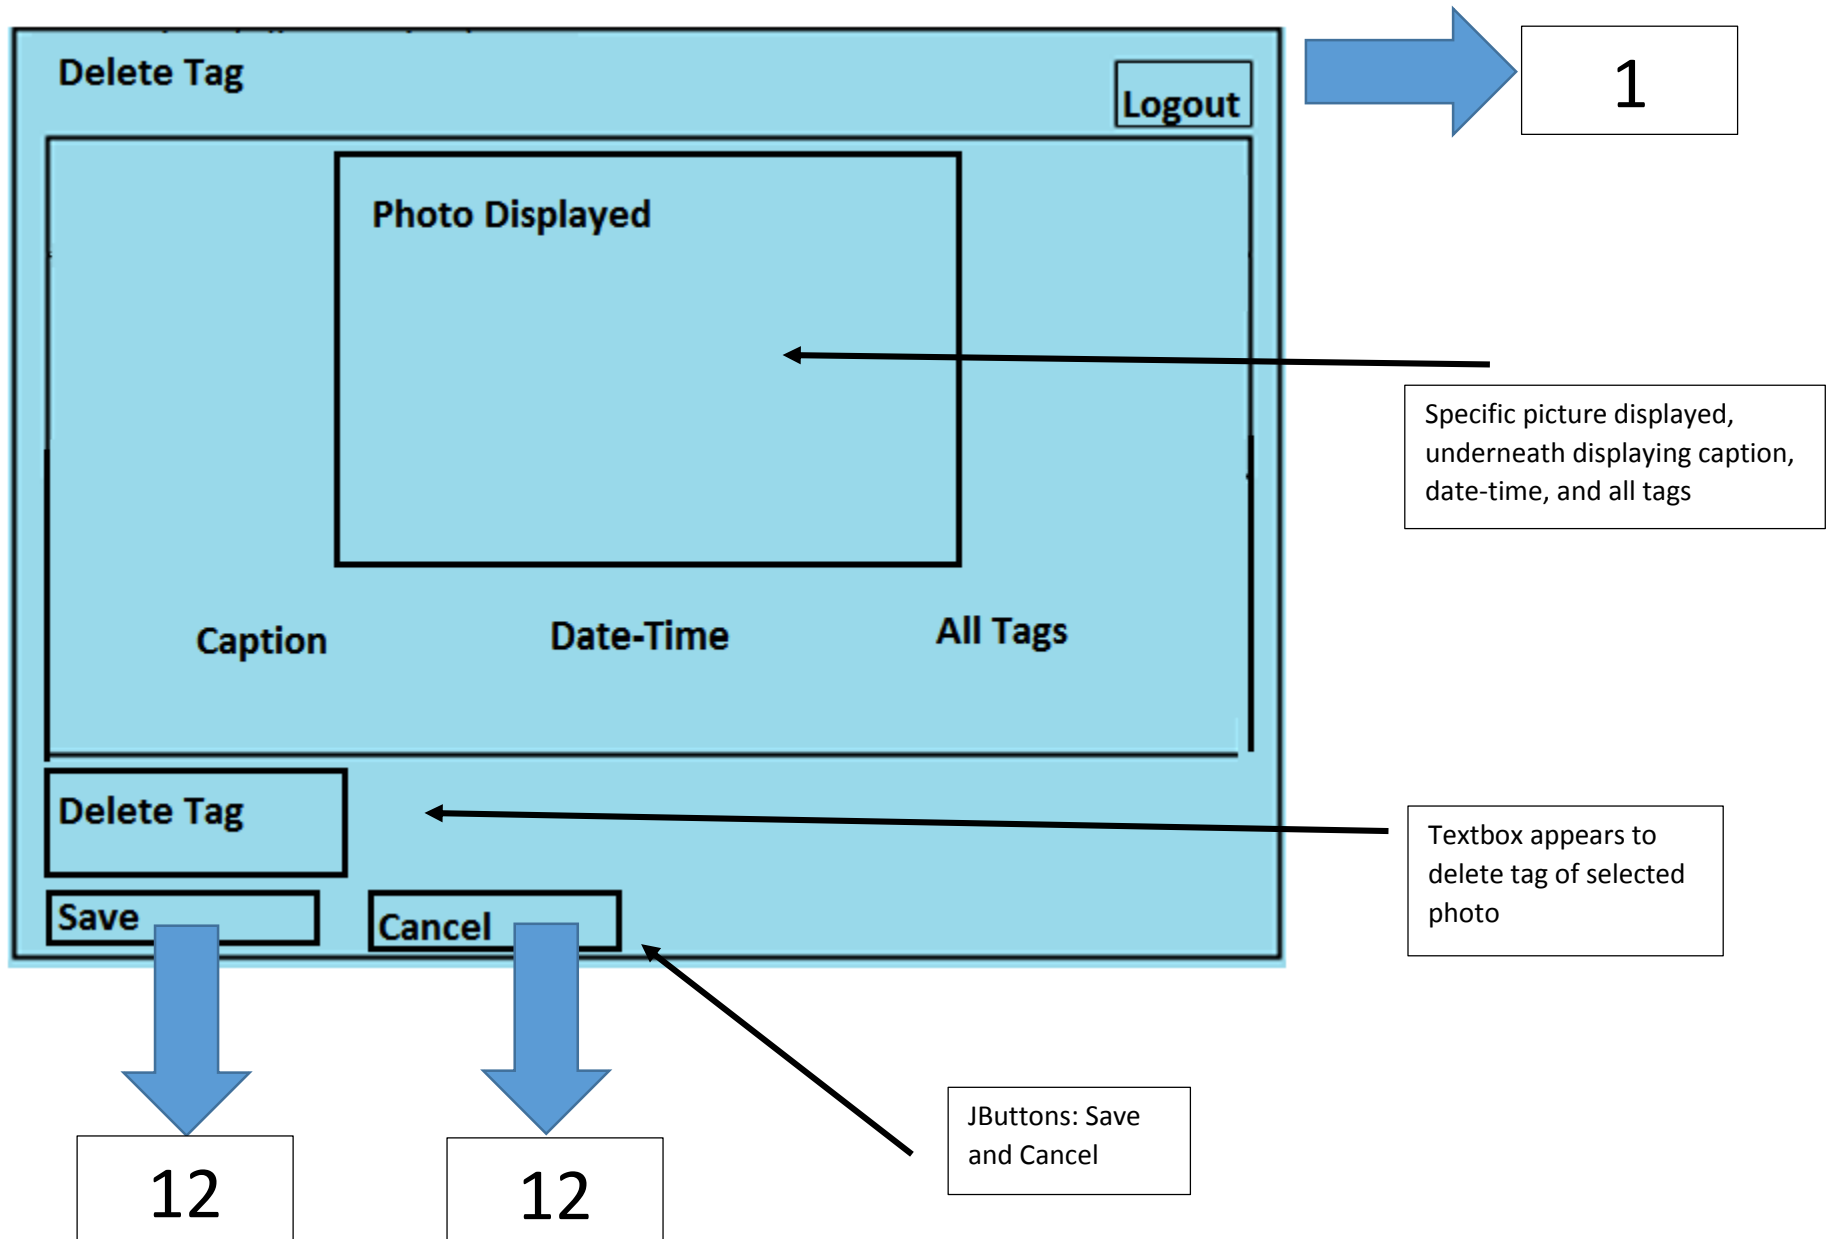 Delete Tag
Logout
1
Photo Displayed
Specific picture displayed,
underneath displaying caption,
date-time, and all tags
Caption
Date-Time
All Tags
Delete Tag
Textbox appears to
delete tag of selected
photo
Save
Cancel
JButtons: Save
and Cancel
12
12